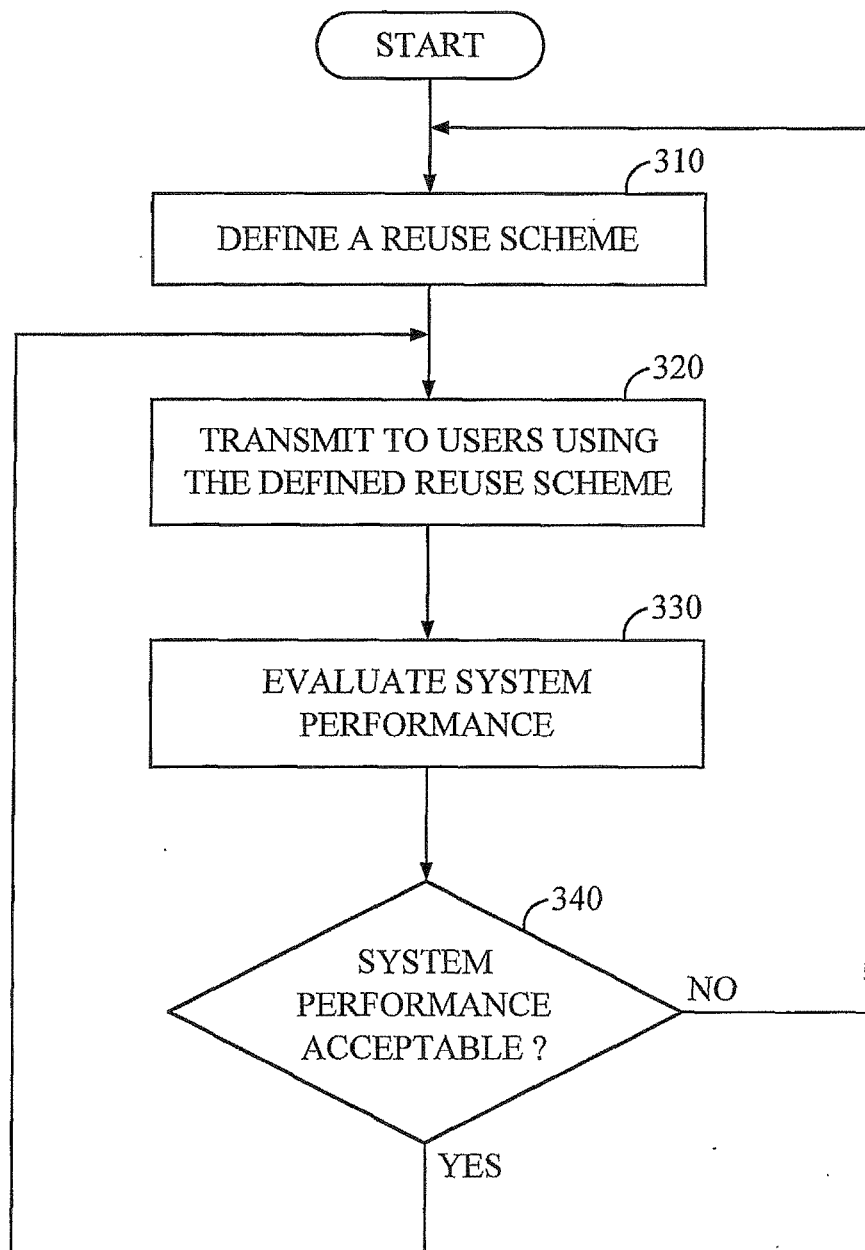 START
310
DEFINE A REUSE SCHEME
320
TRANSMIT TO USERS USING
THE DEFINED REUSE SCHEME
330
EVALUATE SYSTEM
PERFORMANCE
340
SYSTEM
PERFORMANCE
ACCEPTABLE ?
NO
YES